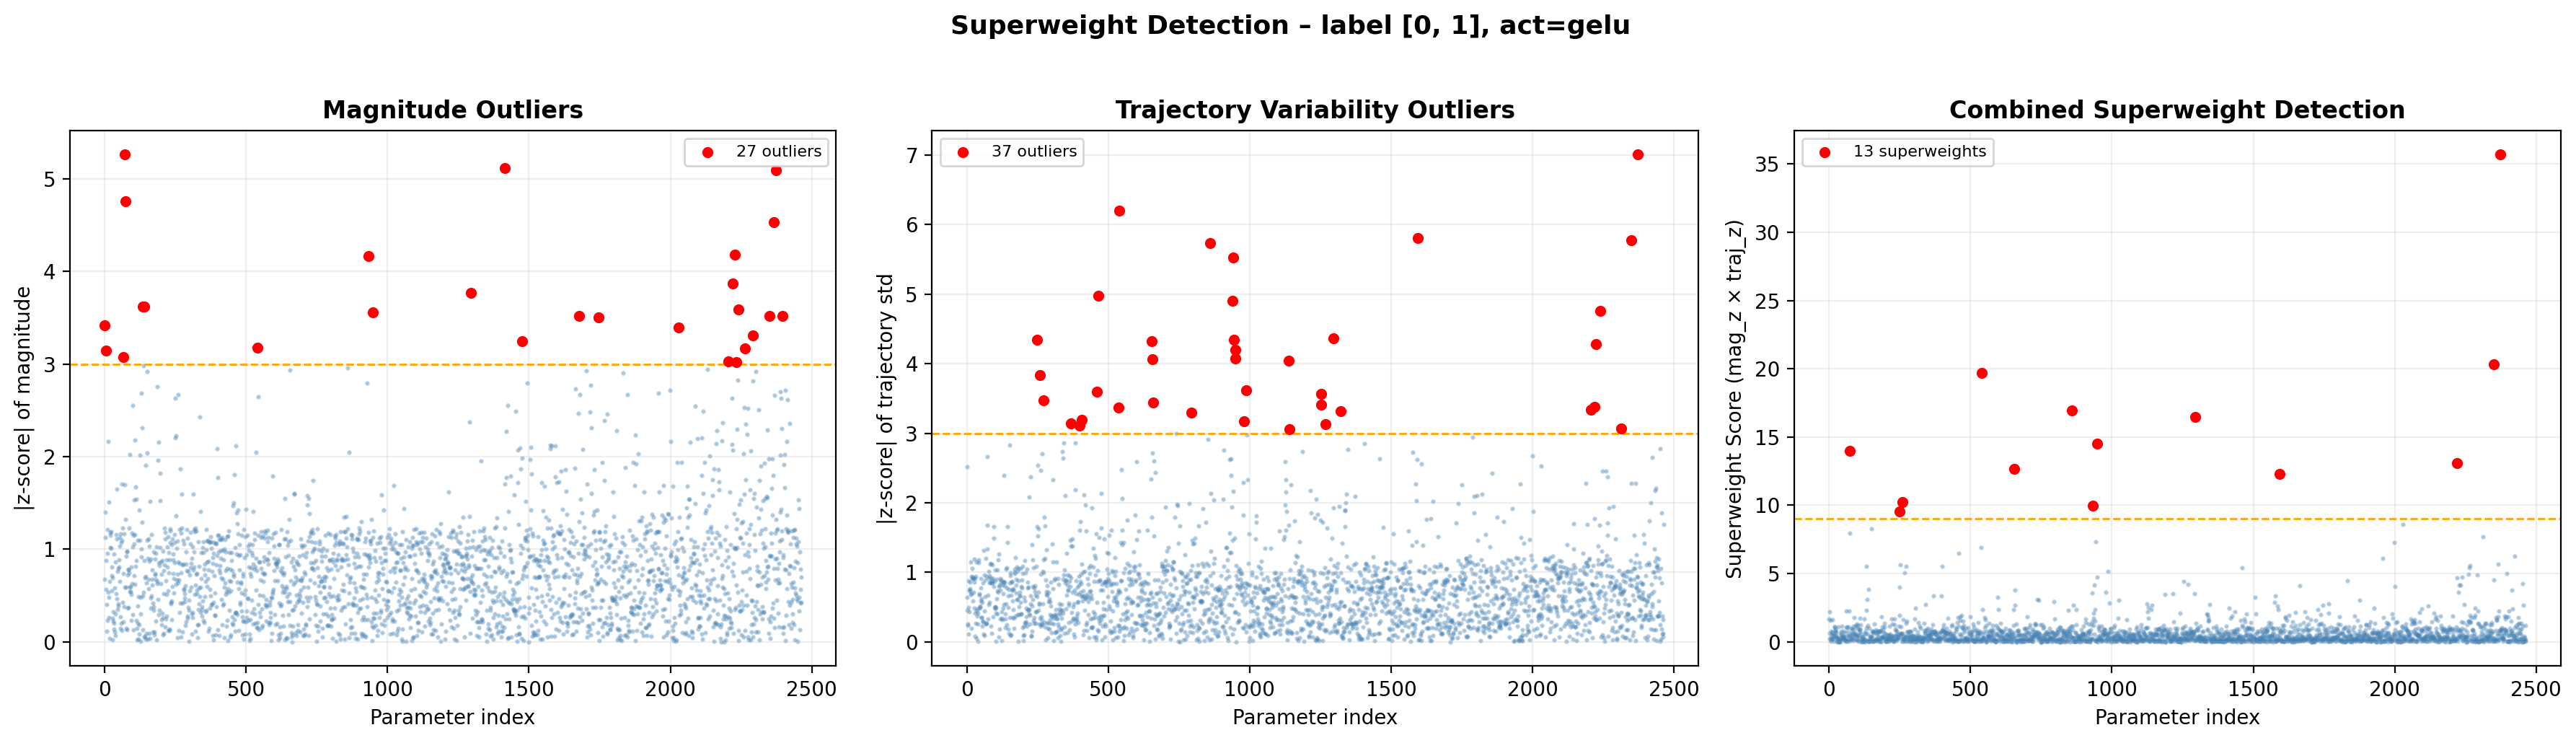 Superweight Detection – label [0, 1], act=gelu
Magnitude Outliers
27 outliers
|z-score| of magnitude
5
4
3
2
1
0
0 500 1000 1500 2000 2500
Parameter index
Trajectory Variability Outliers
37 outliers
|z-score| of trajectory std
7
6
5
4
3
2
1
0
0 500 1000 1500 2000 2500
Parameter index
Combined Superweight Detection
13 superweights
Superweight Score (mag_z × traj_z)
35
30
25
20
15
10
5
0
0 500 1000 1500 2000 2500
Parameter index